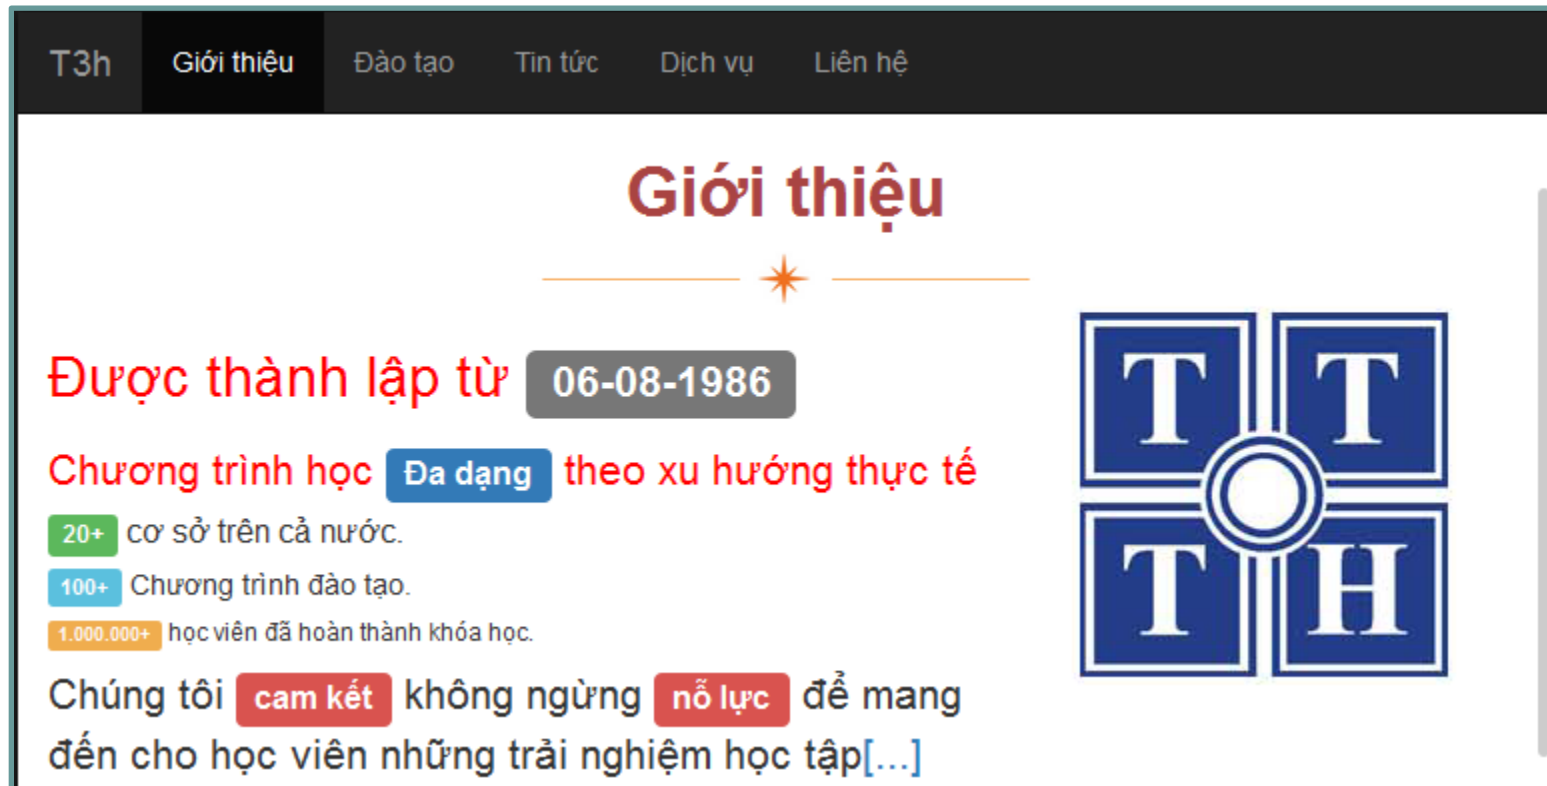 T3h Giới thiệu Đào tạo Tin tức Dịch vụ Liên hệ
Giới thiệu
Được thành lập từ 06-08-1986
Chương trình học Đa dạng theo xu hướng thực tế
20+ cơ sở trên cả nước.
100+ Chương trình đào tạo.
1.000.000+ học viên đã hoàn thành khóa học.
Chúng tôi cam kết không ngừng nỗ lực để mang
đến cho học viên những trải nghiệm học tập[...]
T T
T H